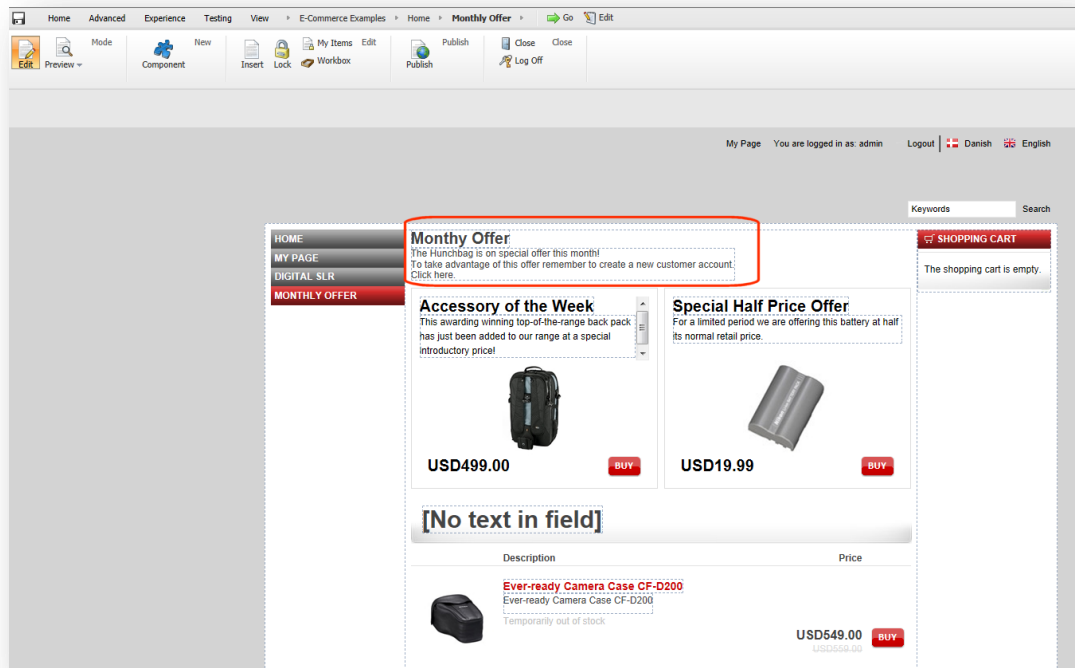 Home Advanced Experience Testing View E-Commerce Examples Home Monthly Offer Go Edit
Edit Preview Mode
Component New
Insert Lock My Items Workbox Edit
Publish Publish
Close Log Off Close
My Page You are logged in as: admin Logout Danish English
Keywords Search
HOME
MY PAGE
DIGITAL SLR
MONTHLY OFFER
Monthy Offer
The Hunchbag is on special offer this month!
To take advantage of this offer remember to create a new customer account.
Click here.
SHOPPING CART
The shopping cart is empty.
Accessory of the Week
This awarding winning top-of-the-range back pack
has just been added to our range at a special
introductory price!
USD499.00 BUY
Special Half Price Offer
For a limited period we are offering this battery at half
its normal retail price.
USD19.99 BUY
[No text in field]
Description Price
Ever-ready Camera Case CF-D200
Ever-ready Camera Case CF-D200
Temporarily out of stock
USD549.00 BUY
USD559.00